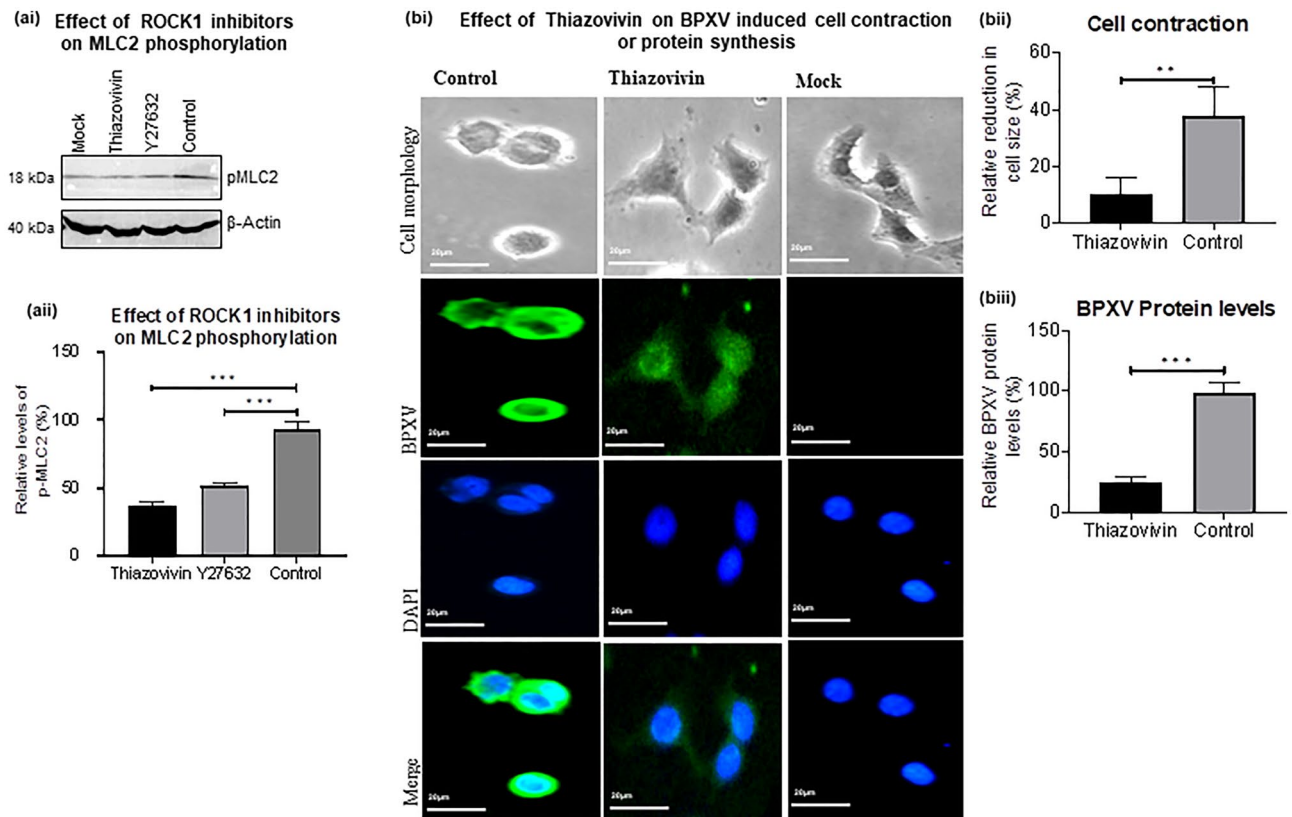 (ai)
Effect of ROCK1 inhibitors
on MLC2 phosphorylation
Mock
Thiazovivin
Y27632
Control
18 kDa
pMLC2
40 kDa
β-Actin
(aii)
Effect of ROCK1 inhibitors
on MLC2 phosphorylation
Relative levels of
p-MLC2 (%)
150
100
50
0
***
***
Thiazovivin
Y27632
Control
(bi)
Effect of Thiazovivin on BPXV induced cell contraction
or protein synthesis
Control
Thiazovivin
Mock
Cell morphology
20µm
20µm
20µm
BPXV
20µm
20µm
20µm
DAPI
20µm
20µm
20µm
Merge
20µm
20µm
20µm
(bii)
Cell contraction
Relative reduction in
cell size (%)
60
40
20
0
**
Thiazovivin
Control
(biii)
BPXV Protein levels
Relative BPXV protein
levels (%)
150
100
50
0
***
Thiazovivin
Control